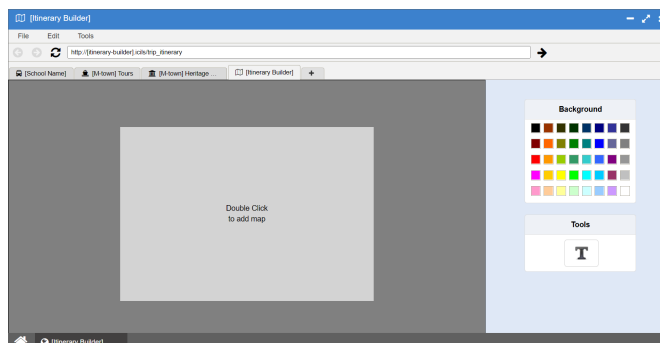 [Itinerary Builder]
File Edit Tools
http://[itinerary-builder].icils/trip_itinerary
[School Name] [M-town] Tours [M-town] Heritage ... [Itinerary Builder] +
Background
Double Click
to add map
Tools
T
[Itinerary Builder]